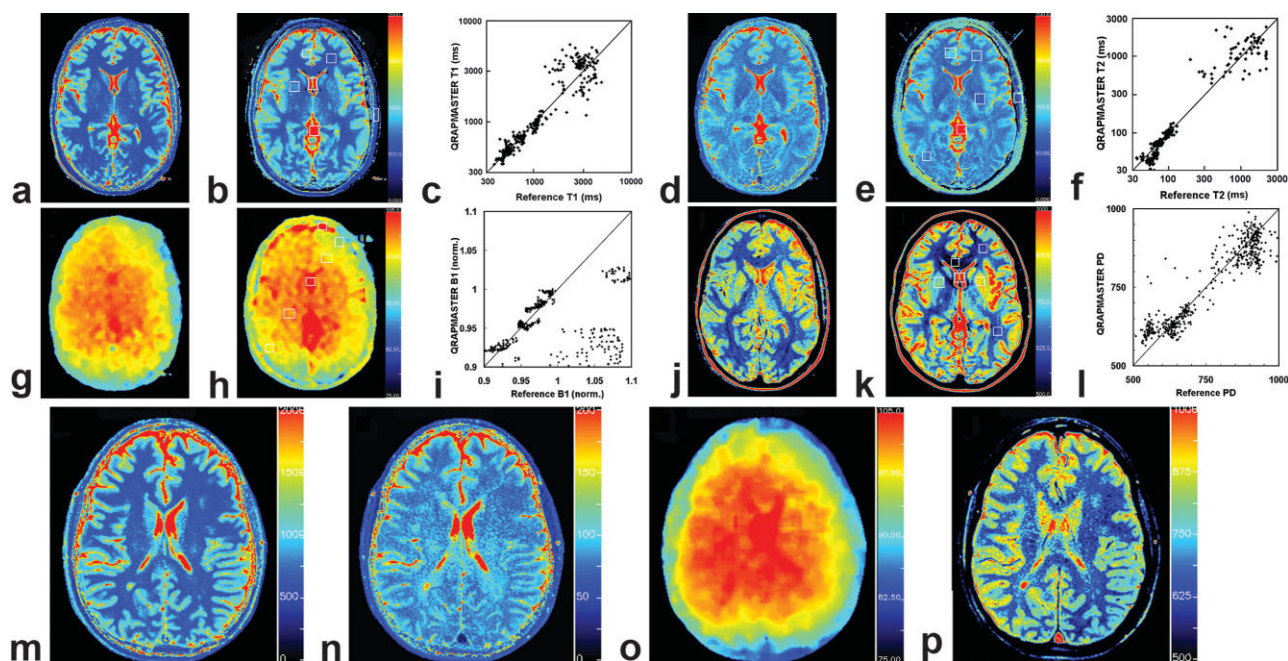 a
b
c
QRAPMASTER T1 (ms)
10000
3000
1000
300
300
1000
3000
10000
Reference T1 (ms)
d
e
f
QRAPMASTER T2 (ms)
3000
1000
300
100
30
30
100
300
1000
3000
Reference T2 (ms)
g
h
i
QRAPMASTER B1 (norm.)
1.1
1.05
1
0.95
0.9
0.9
0.95
1
1.05
1.1
Reference B1 (norm.)
j
k
l
QRAPMASTER PD
1000
750
500
500
750
1000
Reference PD
m
1500
1000
500
0
n
200
150
100
50
0
o
105.0
97.50
90.00
82.50
75.00
p
875
750
625
500